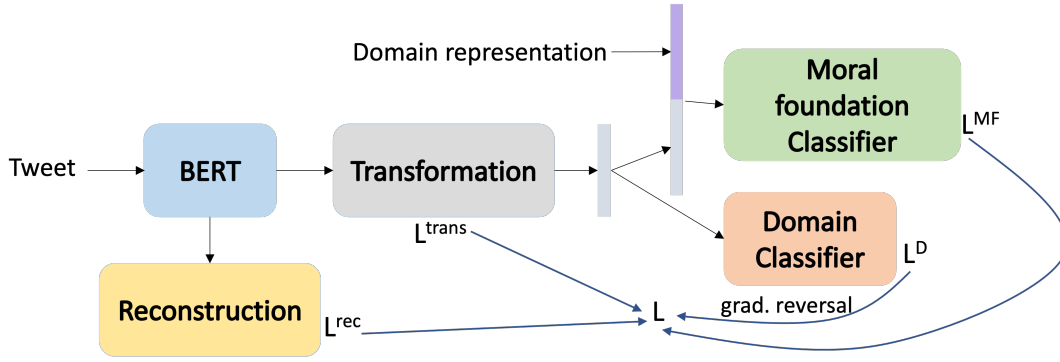 Domain representation
Moral
foundation
Classifier
L^MF
Tweet
BERT
Transformation
L^trans
Domain
Classifier
L^D
Reconstruction
L^rec
grad. reversal
L